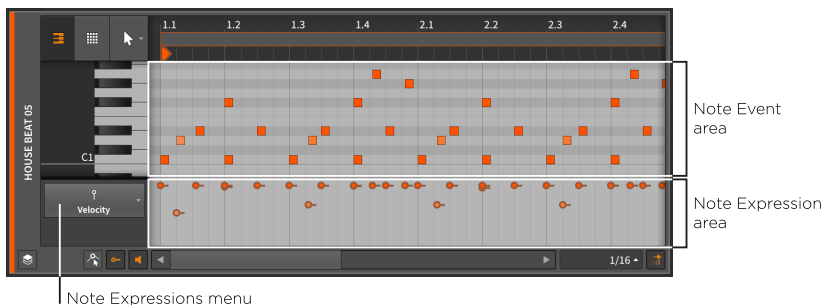 1.1 1.2 1.3 1.4 2.1 2.2 2.3 2.4
HOUSE BEAT 05
C1
Note Event
area
Velocity
Note Expression
area
1/16
Note Expressions menu